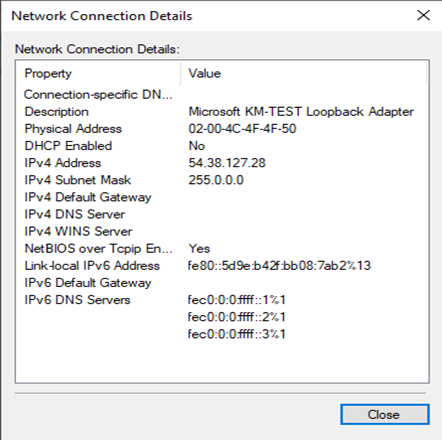 Network Connection Details
Network Connection Details:
Property Value
Connection-specific DN...
Description Microsoft KM-TEST Loopback Adapter
Physical Address 02-00-4C-4F-4F-50
DHCP Enabled No
IPv4 Address 54.38.127.28
IPv4 Subnet Mask 255.0.0.0
IPv4 Default Gateway
IPv4 DNS Server
IPv4 WINS Server
NetBIOS over Tcpip En... Yes
Link-local IPv6 Address fe80::5d9e:b42f:bb08:7ab2%13
IPv6 Default Gateway
IPv6 DNS Servers fec0:0:0:ffff::1%1
fec0:0:0:ffff::2%1
fec0:0:0:ffff::3%1
Close